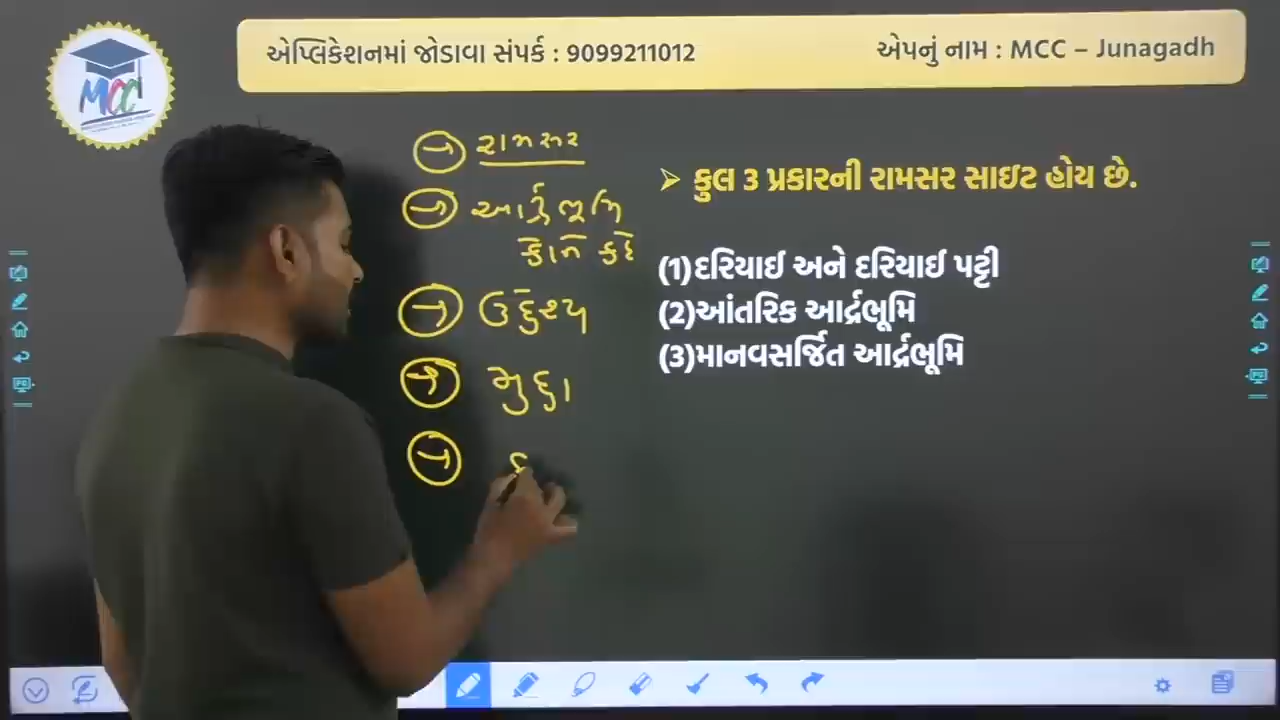 એપ્લિકેશનમાં જોડાવા સંપર્ક : 9099211012
એપનું નામ : MCC – Junagadh
MCC
→ રામસર
→ આર્દ્રભૂમિ
કોને કહે
→ ઉદ્દેશ્ય
→ મુદ્દા
→
➤ કુલ 3 પ્રકારની રામસર સાઇટ હોય છે.
(1)દરિયાઈ અને દરિયાઈ પટ્ટી
(2)આંતરિક આર્દ્રભૂમિ
(3)માનવસર્જિત આર્દ્રભૂમિ